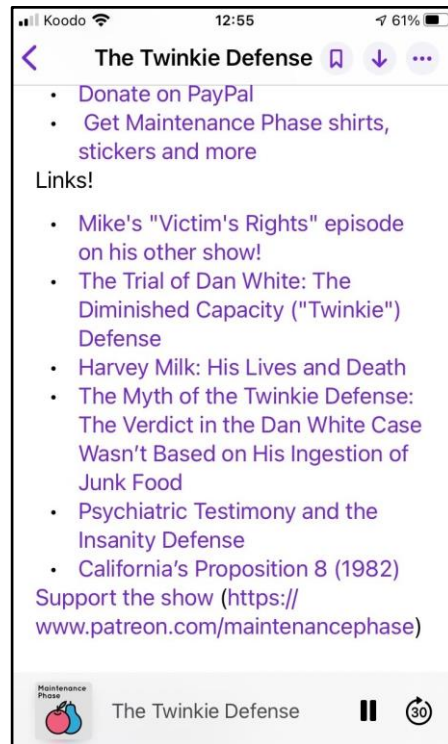 Koodo 12:55 61%
The Twinkie Defense
• Donate on PayPal
• Get Maintenance Phase shirts,
stickers and more
Links!
• Mike's "Victim's Rights" episode
on his other show!
• The Trial of Dan White: The
Diminished Capacity ("Twinkie")
Defense
• Harvey Milk: His Lives and Death
• The Myth of the Twinkie Defense:
The Verdict in the Dan White Case
Wasn’t Based on His Ingestion of
Junk Food
• Psychiatric Testimony and the
Insanity Defense
• California’s Proposition 8 (1982)
Support the show (https://
www.patreon.com/maintenancephase)
Maintenance
Phase
The Twinkie Defense
30